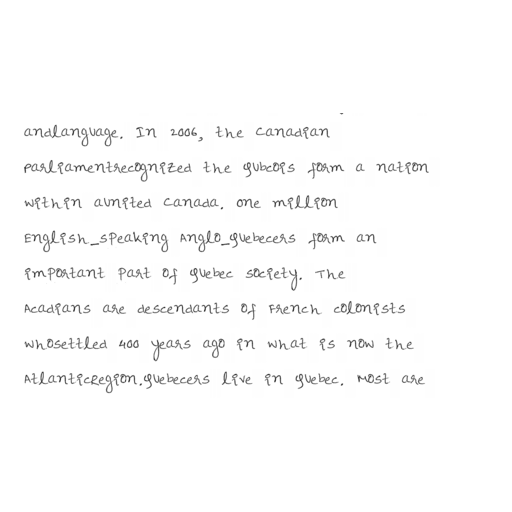 andlanguage. In 2006, the Canadian
parliamentrecognized the qubcois form a nation
within aunited Canada. One million
English_speaking Anglo_quebecers form an
important part of quebec society. The
Acadians are descendants of French colonists
whosettled 400 years ago in what is now the
AtlanticRegion.quebecers live in quebec. Most are